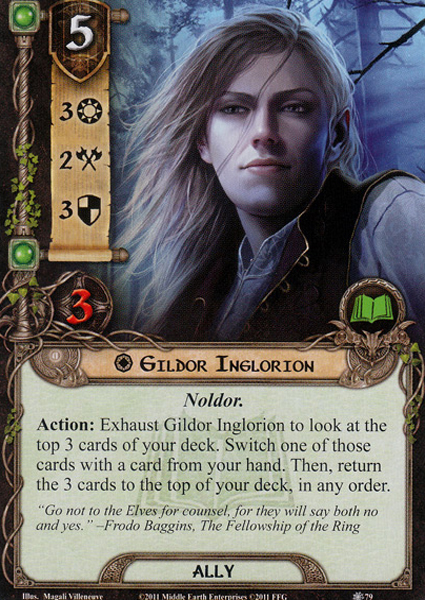 5
3
2
3
3
Gildor Inglorion
Noldor.
Action: Exhaust Gildor Inglorion to look at the
top 3 cards of your deck. Switch one of those
cards with a card from your hand. Then, return
the 3 cards to the top of your deck, in any order.
“Go not to the Elves for counsel, for they will say both no
and yes.” –Frodo Baggins, The Fellowship of the Ring
ALLY
Illus. Magali Villeneuve ©2011 Middle Earth Enterprises ©2011 FFG 79